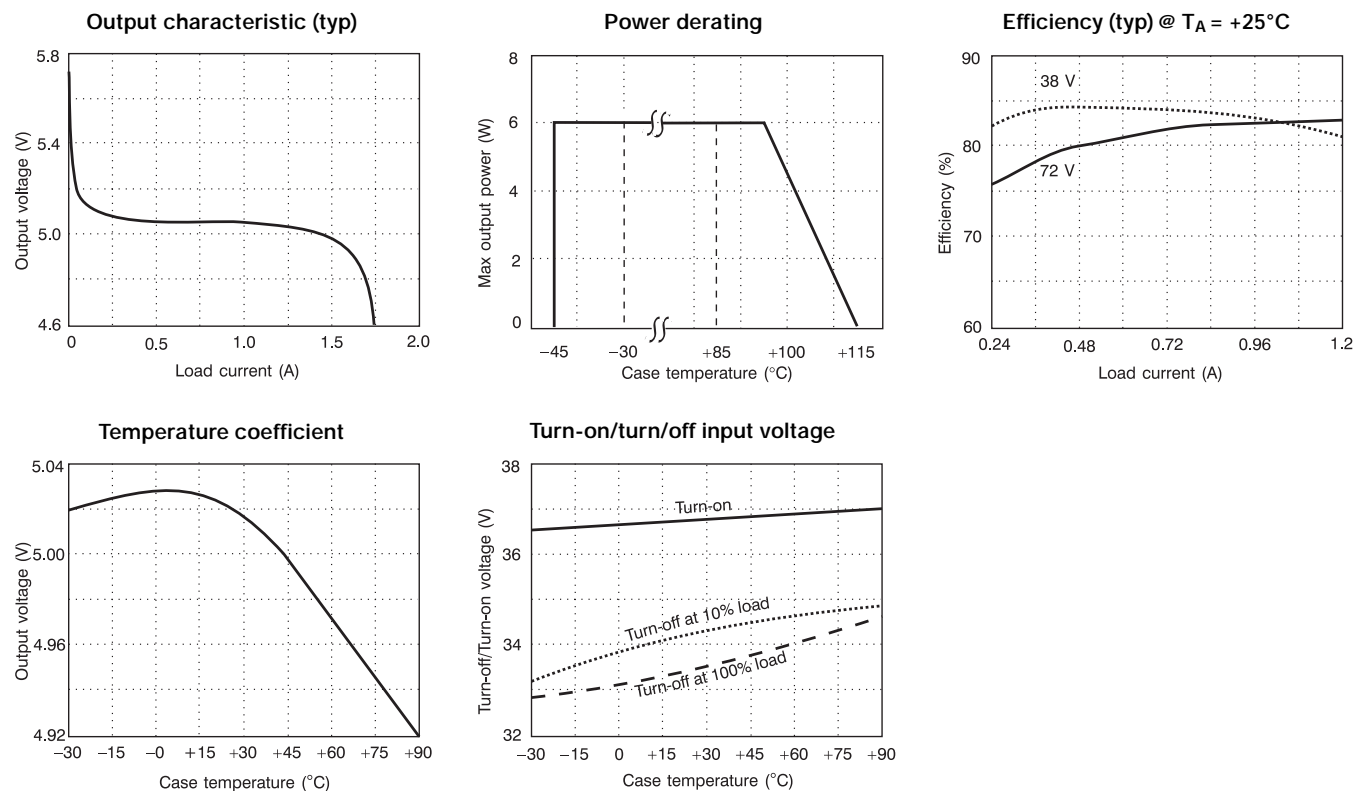 Output characteristic (typ)
5.8
5.4
5.0
4.6
Output voltage (V)
0 0.5 1.0 1.5 2.0
Load current (A)
Power derating
8
6
4
2
0
Max output power (W)
−45 −30 +85 +100 +115
Case temperature (°C)
Efficiency (typ) @ TA = +25°C
90
80
70
60
Efficiency (%)
38 V
72 V
0.24 0.48 0.72 0.96 1.2
Load current (A)
Temperature coefficient
5.04
5.00
4.96
4.92
Output voltage (V)
−30 −15 −0 +15 +30 +45 +60 +75 +90
Case temperature (°C)
Turn-on/turn/off input voltage
38
36
34
32
Turn-off/Turn-on voltage (V)
Turn-on
Turn-off at 10% load
Turn-off at 100% load
−30 −15 0 +15 +30 +45 +60 +75 +90
Case temperature (°C)